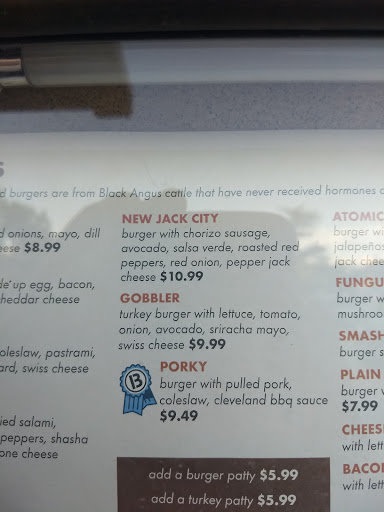 d burgers are from Black Angus cattle that have never received hormones
d onions, mayo, dill
$8.99
up egg, bacon,
cheddar cheese
oleslaw, pastrami,
ard, swiss cheese
ied salami,
peppers, shasha
one cheese
NEW JACK CITY
burger with chorizo sausage,
avocado, salsa verde, roasted red
peppers, red onion, pepper jack
cheese $10.99
GOBBLER
turkey burger with lettuce, tomato,
onion, avocado, sriracha mayo,
swiss cheese $9.99
B
PORKY
burger with pulled pork,
coleslaw, cleveland bbq sauce
$9.49
add a burger patty $5.99
add a turkey patty $5.99
ATOMIC
burger wi
jalapeños
jack chee
FUNGU
burger w
mushroo
SMASH
burger s
PLAIN
burger
$7.99
CHEES
with lett
BACO
with lett